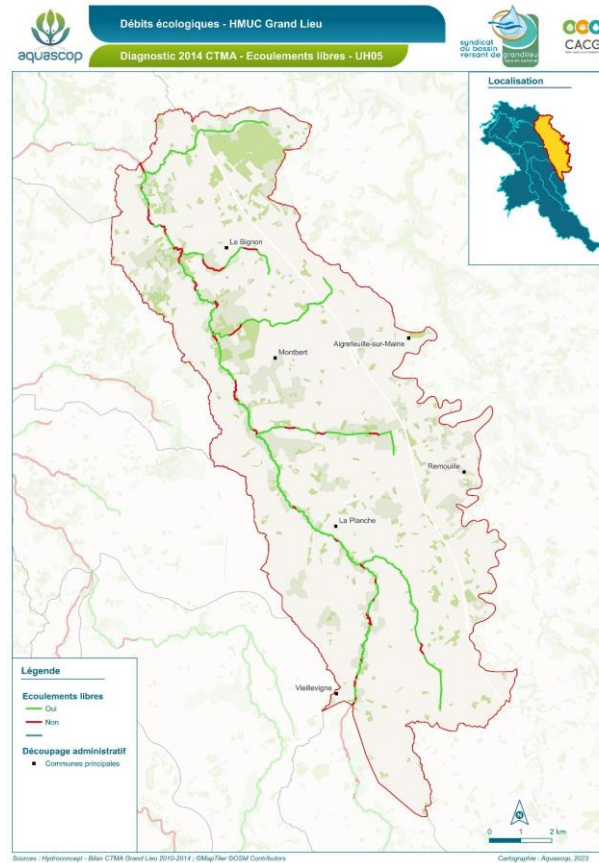 aquascop
Débits écologiques - HMUC Grand Lieu
Diagnostic 2014 CTMA - Ecoulements libres - UH05
syndicat
du bassin
versant de grandlieu
CACG
Localisation
Le Bignon
Aigrefeuille-sur-Maine
Montbert
Remouille
La Planche
Vieillevigne
Légende
Ecoulements libres
Oui
Non
Découpage administratif
Communes principales
N
0 1 2 km
Sources : Hydroconcept - Bilan CTMA Grand Lieu 2010-2014 ; ©MapTiler ©OSM Contributors
Cartographie : Aquascop, 2023